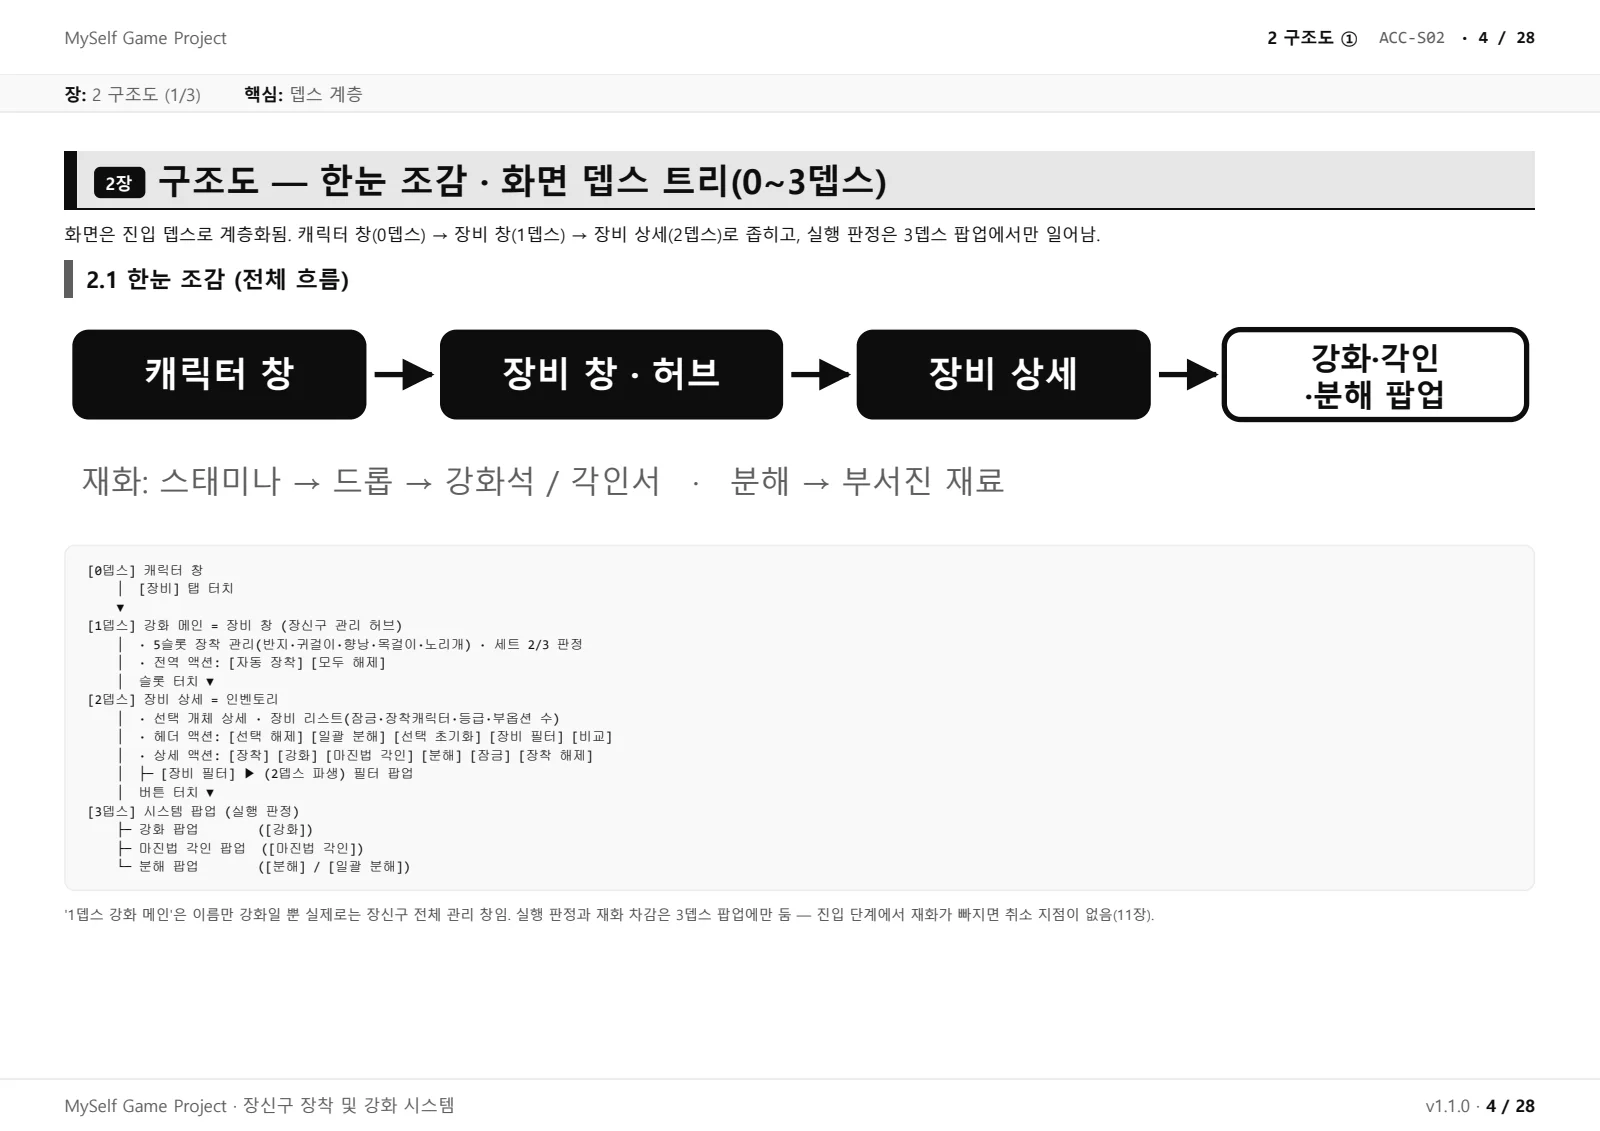 MySelf Game Project
2 구조도 ① ACC-S02 · 4 / 28
장: 2 구조도 (1/3) 핵심: 뎁스 계층
2장 구조도 — 한눈 조감 · 화면 뎁스 트리(0~3뎁스)
화면은 진입 뎁스로 계층화됨. 캐릭터 창(0뎁스) → 장비 창(1뎁스) → 장비 상세(2뎁스)로 좁히고, 실행 판정은 3뎁스 팝업에서만 일어남.
2.1 한눈 조감 (전체 흐름)
캐릭터 창
장비 창 · 허브
장비 상세
강화·각인
·분해 팝업
재화: 스태미나 → 드롭 → 강화석 / 각인서 · 분해 → 부서진 재료
[0뎁스] 캐릭터 창
│ [장비] 탭 터치
▼
[1뎁스] 강화 메인 = 장비 창 (장신구 관리 허브)
│ · 5슬롯 장착 관리(반지·귀걸이·향낭·목걸이·노리개) · 세트 2/3 판정
│ · 전역 액션: [자동 장착] [모두 해제]
│ 슬롯 터치 ▼
[2뎁스] 장비 상세 = 인벤토리
│ · 선택 개체 상세 · 장비 리스트(잠금·장착캐릭터·등급·부옵션 수)
│ · 헤더 액션: [선택 해제] [일괄 분해] [선택 초기화] [장비 필터] [비교]
│ · 상세 액션: [장착] [강화] [마진법 각인] [분해] [잠금] [장착 해제]
│ ├─ [장비 필터] ▶ (2뎁스 파생) 필터 팝업
│ 버튼 터치 ▼
[3뎁스] 시스템 팝업 (실행 판정)
├─ 강화 팝업 ([강화])
├─ 마진법 각인 팝업 ([마진법 각인])
└─ 분해 팝업 ([분해] / [일괄 분해])
'1뎁스 강화 메인'은 이름만 강화일 뿐 실제로는 장신구 전체 관리 창임. 실행 판정과 재화 차감은 3뎁스 팝업에만 둠 — 진입 단계에서 재화가 빠지면 취소 지점이 없음(11장).
MySelf Game Project · 장신구 장착 및 강화 시스템
v1.1.0 · 4 / 28